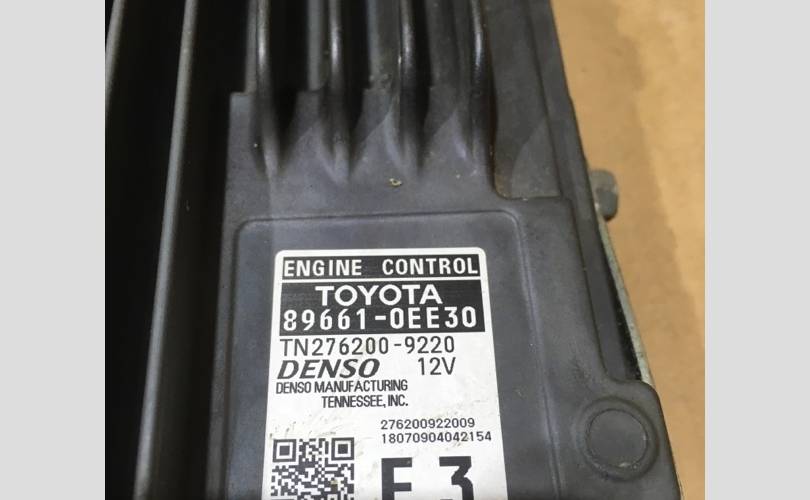 ENGINE CONTROL
TOYOTA
89661-0EE30
TN276200-9220
DENSO 12V
DENSO MANUFACTURING
TENNESSEE, INC.
276200922009
18070904042154
E3